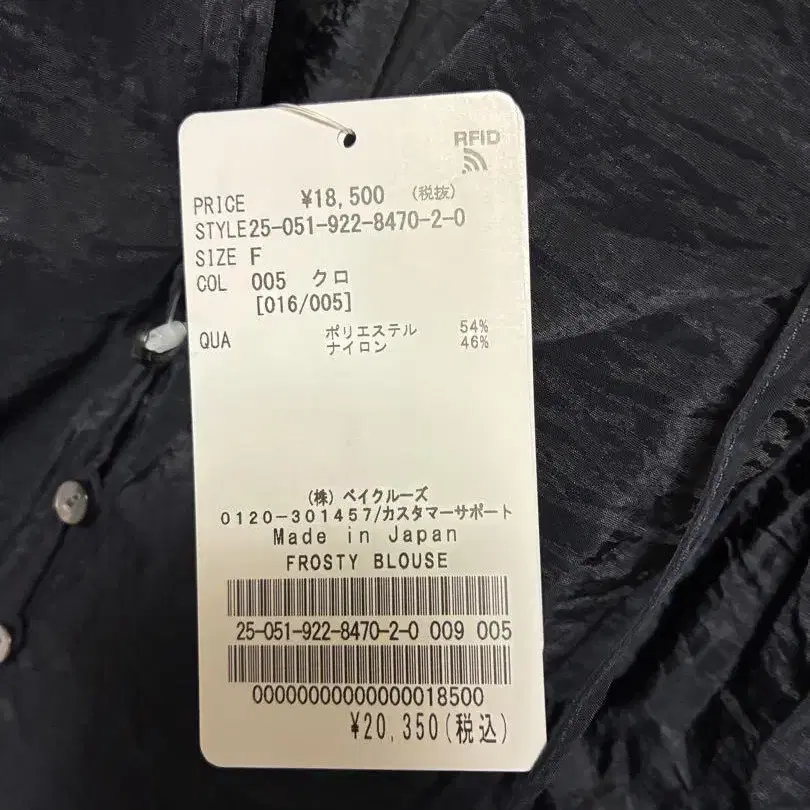 RFID
PRICE ¥18,500 (税抜)
STYLE25-051-922-8470-2-0
SIZE F
COL 005 クロ
[016/005]
QUA ポリエステル 54%
ナイロン 46%
(株)ベイクルーズ
0120-301457/カスタマーサポート
Made in Japan
FROSTY BLOUSE
25-051-922-8470-2-0 009 005
00000000000000018500
¥20,350(税込)